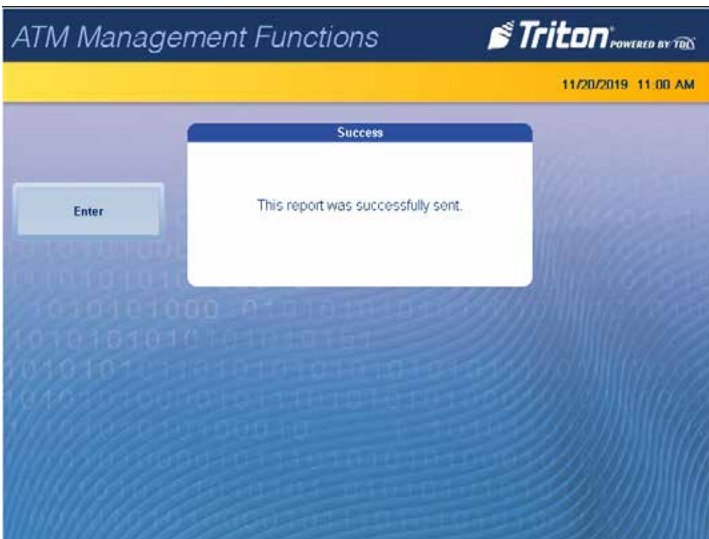 ATM Management Functions
Triton POWERED BY TDL
11/20/2019 11:00 AM
Success
This report was successfully sent.
Enter